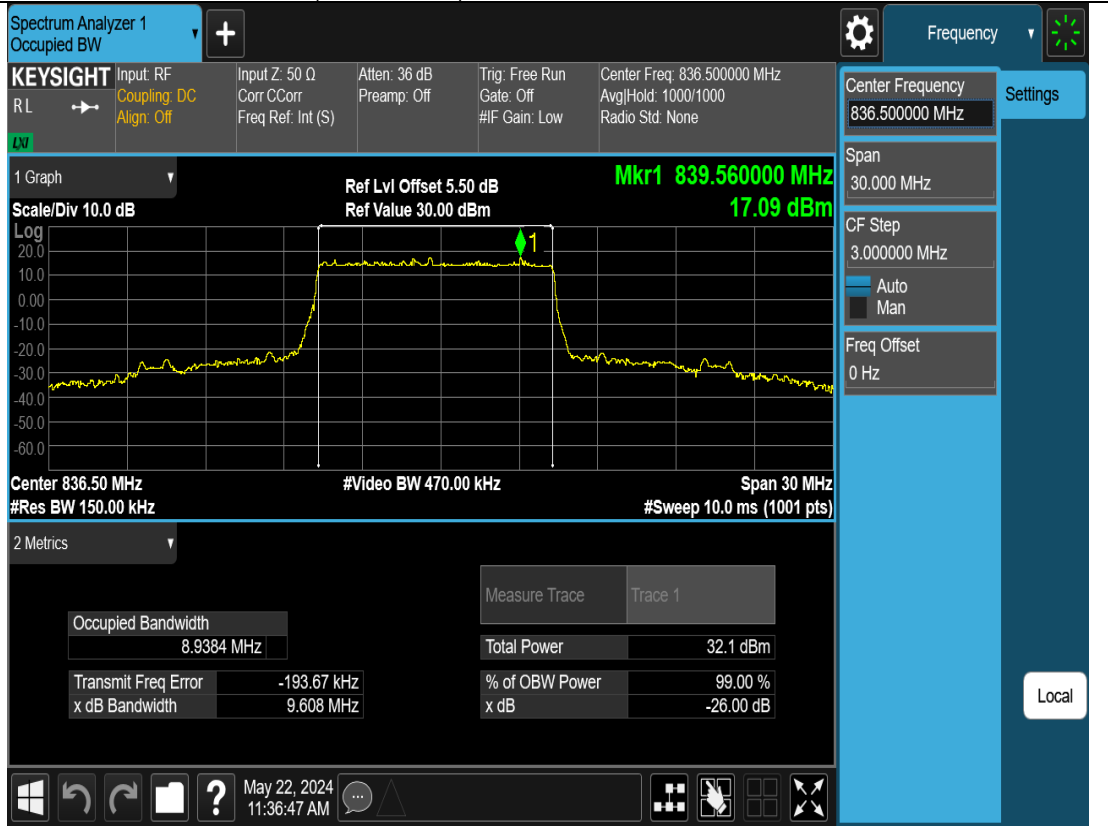 Spectrum Analyzer 1
Occupied BW
+
Frequency
KEYSIGHT
R L
LXI
Input: RF
Coupling: DC
Align: Off
Input Z: 50 Ω
Corr CCorr
Freq Ref: Int (S)
Atten: 36 dB
Preamp: Off
Trig: Free Run
Gate: Off
#IF Gain: Low
Center Freq: 836.500000 MHz
Avg|Hold: 1000/1000
Radio Std: None
Center Frequency
836.500000 MHz
Settings
Span
30.000 MHz
CF Step
3.000000 MHz
Auto
Man
Freq Offset
0 Hz
Local
1 Graph
Ref Lvl Offset 5.50 dB
Mkr1 839.560000 MHz
Scale/Div 10.0 dB
Ref Value 30.00 dBm
17.09 dBm
Log
1
20.0
10.0
0.00
-10.0
-20.0
-30.0
-40.0
-50.0
-60.0
Center 836.50 MHz
#Video BW 470.00 kHz
Span 30 MHz
#Res BW 150.00 kHz
#Sweep 10.0 ms (1001 pts)
2 Metrics
Measure Trace
Trace 1
Occupied Bandwidth
8.9384 MHz
Total Power
32.1 dBm
Transmit Freq Error
-193.67 kHz
% of OBW Power
99.00 %
x dB Bandwidth
9.608 MHz
x dB
-26.00 dB
?
May 22, 2024
11:36:47 AM